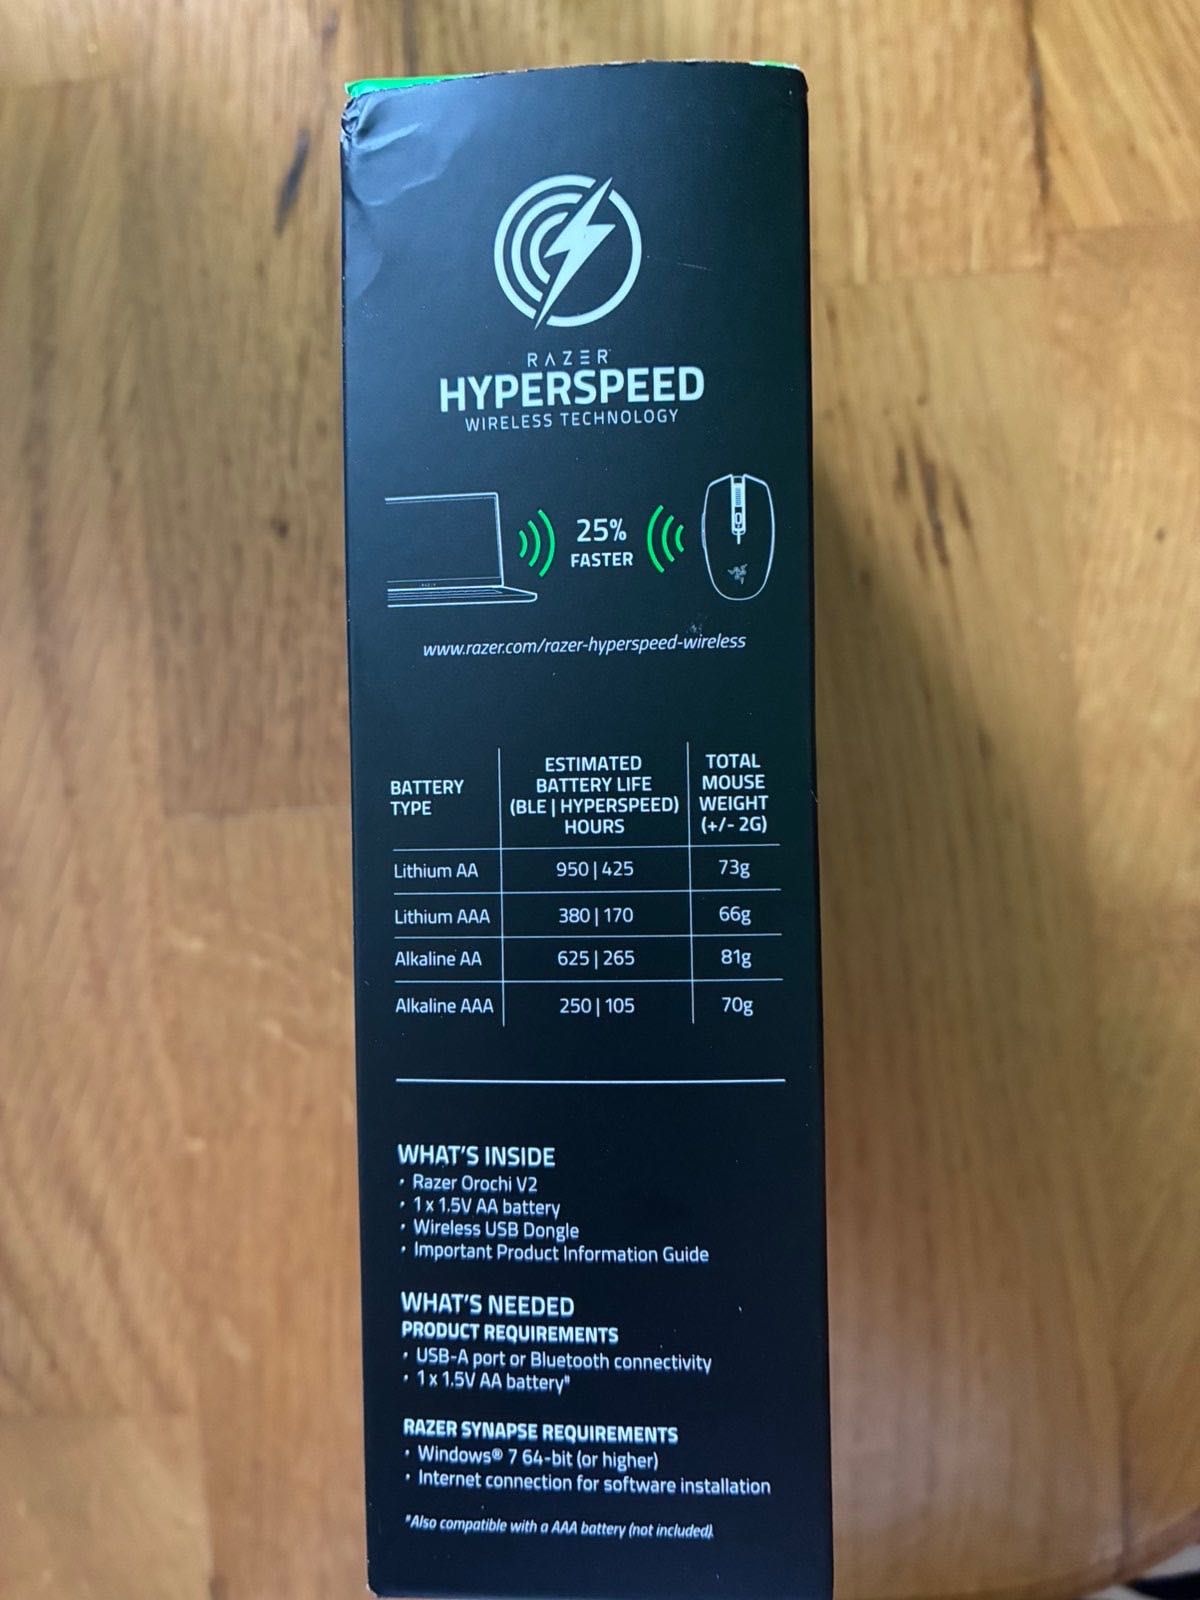 RAZER
HYPERSPEED
WIRELESS TECHNOLOGY
25%
FASTER
www.razer.com/razer-hyperspeed-wireless
BATTERY TYPE | ESTIMATED BATTERY LIFE (BLE | HYPERSPEED) HOURS | TOTAL MOUSE WEIGHT (+/- 2G)
Lithium AA 950 | 425 73g
Lithium AAA 380 | 170 66g
Alkaline AA 625 | 265 81g
Alkaline AAA 250 | 105 70g
WHAT'S INSIDE
• Razer Orochi V2
• 1 x 1.5V AA battery
• Wireless USB Dongle
• Important Product Information Guide
WHAT'S NEEDED
PRODUCT REQUIREMENTS
• USB-A port or Bluetooth connectivity
• 1 x 1.5V AA battery*
RAZER SYNAPSE REQUIREMENTS
• Windows® 7 64-bit (or higher)
• Internet connection for software installation
*Also compatible with a AAA battery (not included).